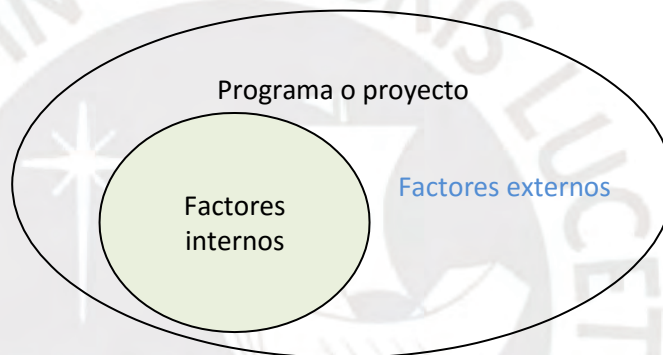 Programa o proyecto
Factores externos
Factores
internos